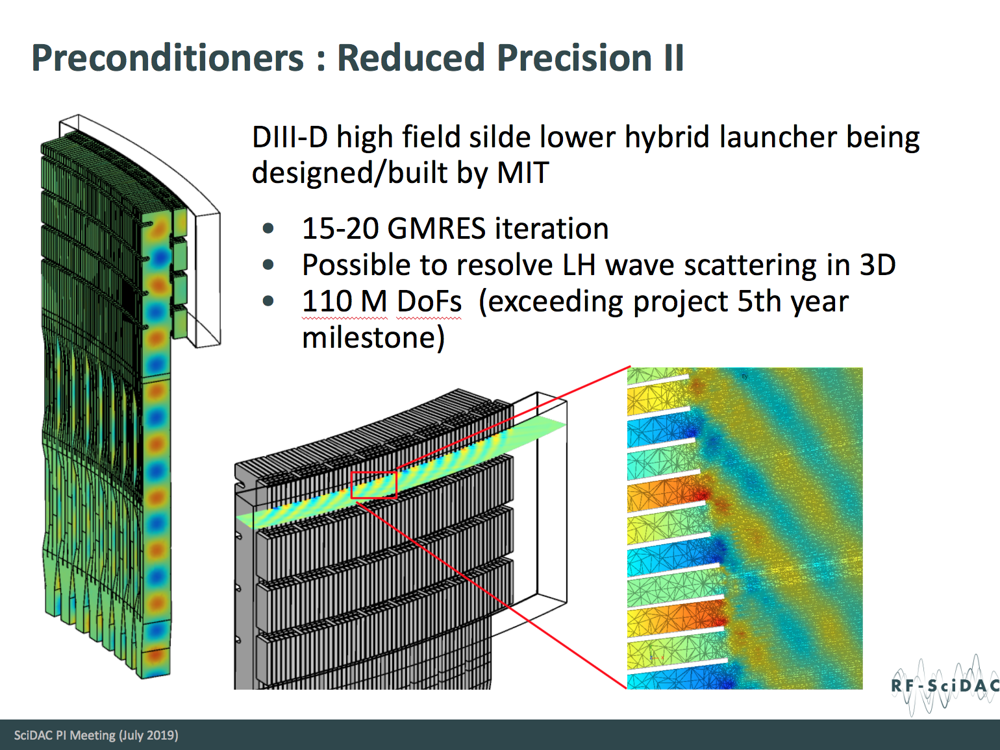 Preconditioners : Reduced Precision II
DIII-D high field silde lower hybrid launcher being
designed/built by MIT
• 15-20 GMRES iteration
• Possible to resolve LH wave scattering in 3D
• 110 M DoFs (exceeding project 5th year
milestone)
Ey
RF-SciDAC
SciDAC PI Meeting (July 2019)